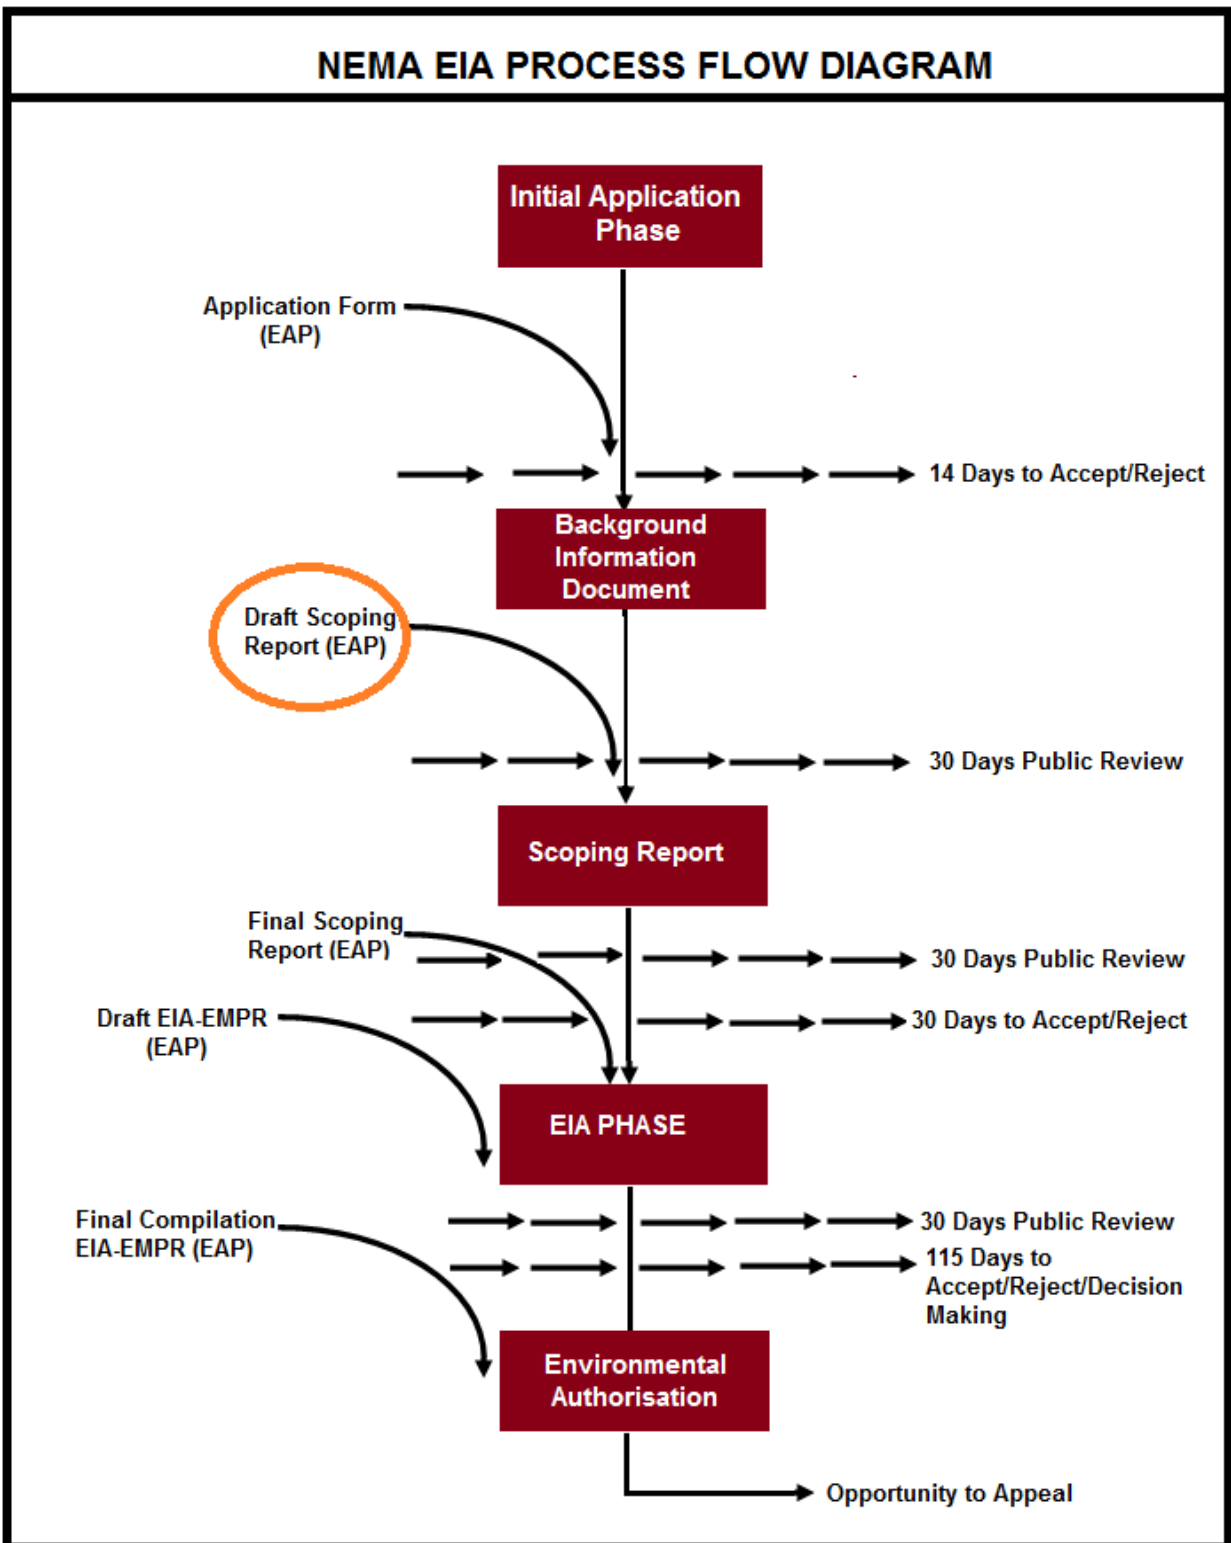 NEMA EIA PROCESS FLOW DIAGRAM
Initial Application
Phase
Application Form
(EAP)
14 Days to Accept/Reject
Background
Information
Document
Draft Scoping
Report (EAP)
30 Days Public Review
Scoping Report
Final Scoping
Report (EAP)
30 Days Public Review
Draft EIA-EMPR
(EAP)
30 Days to Accept/Reject
EIA PHASE
Final Compilation
EIA-EMPR (EAP)
30 Days Public Review
115 Days to
Accept/Reject/Decision
Making
Environmental
Authorisation
Opportunity to Appeal